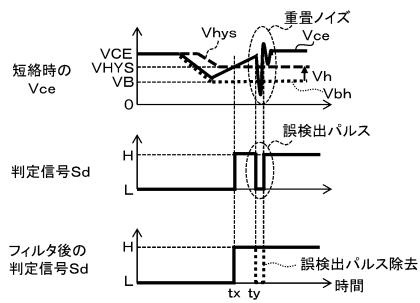 重畳ノイズ
Vhys
Vce
VCE
VHYS
VB
0
短絡時の
Vce
Vh
Vbh
誤検出パルス
H
L
判定信号Sd
フィルタ後の
判定信号Sd
H
L
誤検出パルス除去
時間
tx
ty